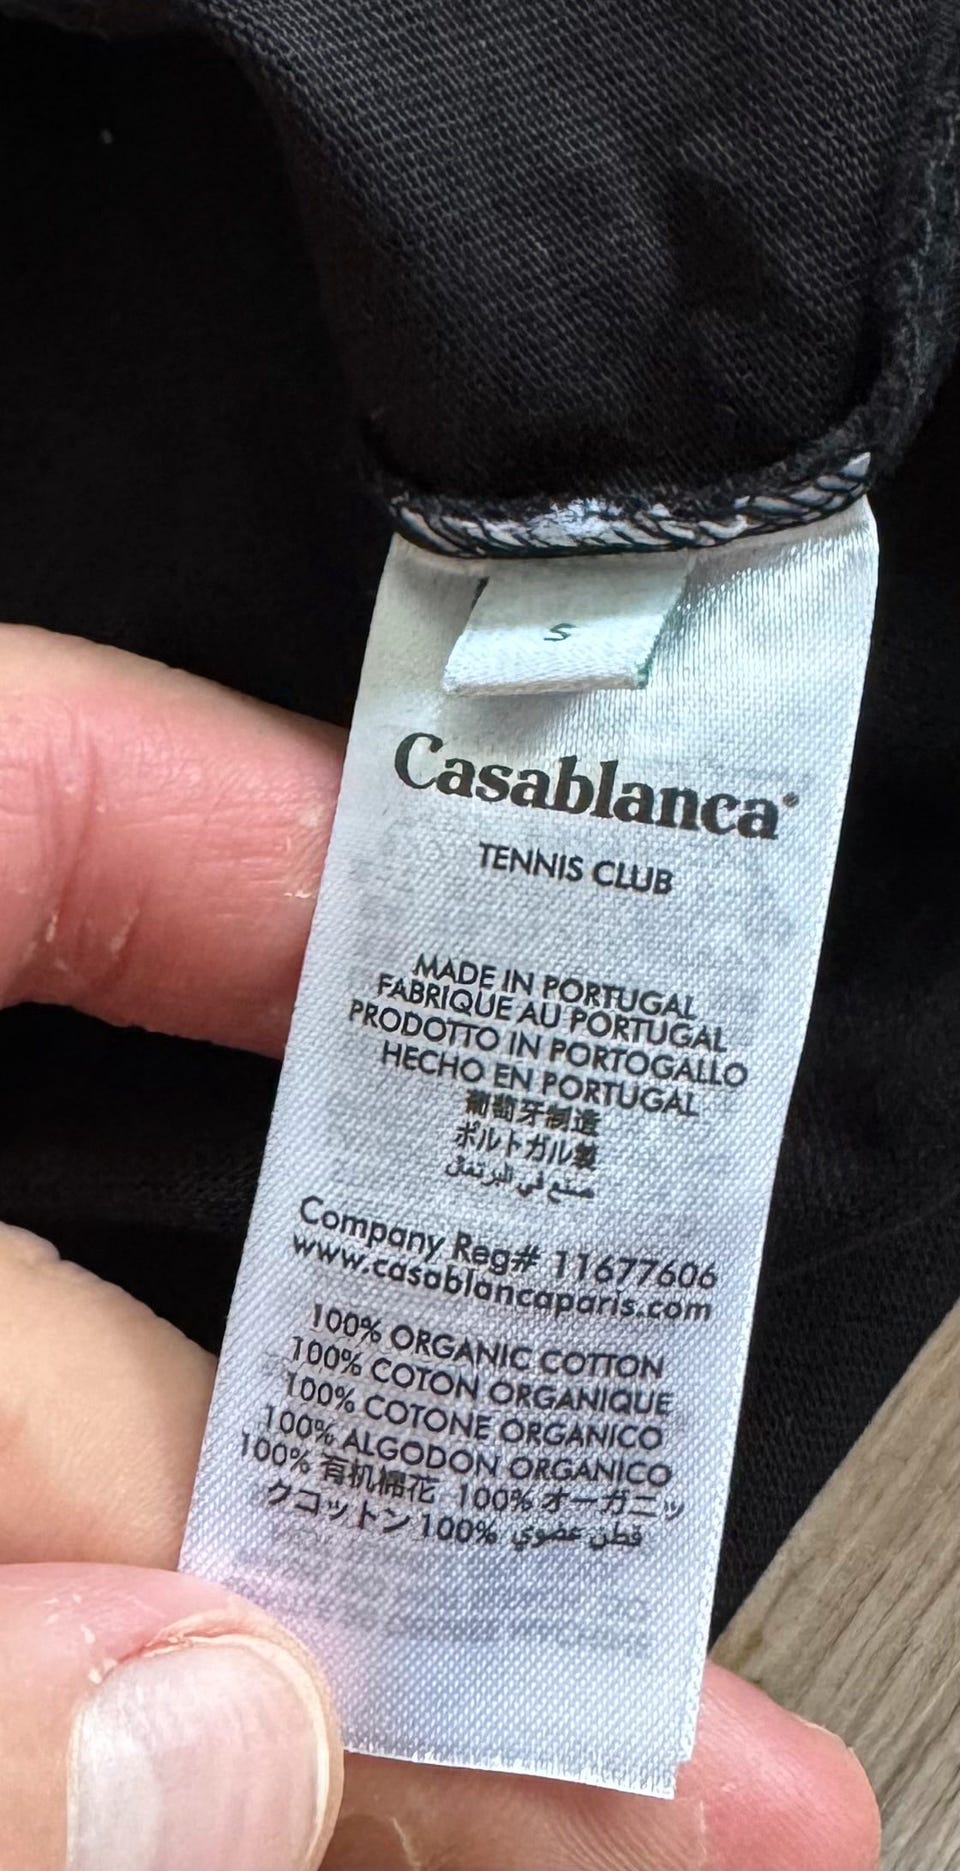 S
Casablanca
TENNIS CLUB
MADE IN PORTUGAL
FABRIQUE AU PORTUGAL
PRODOTTO IN PORTOGALLO
HECHO EN PORTUGAL
葡萄牙制造
ポルトガル製
صنع في البرتغال
Company Reg# 11677606
www.casablancaparis.com
100% ORGANIC COTTON
100% COTON ORGANIQUE
100% COTONE ORGANICO
100% ALGODON ORGANICO
100% 有机棉花 100% オーガニッ
クコットン 100% قطن عضوي